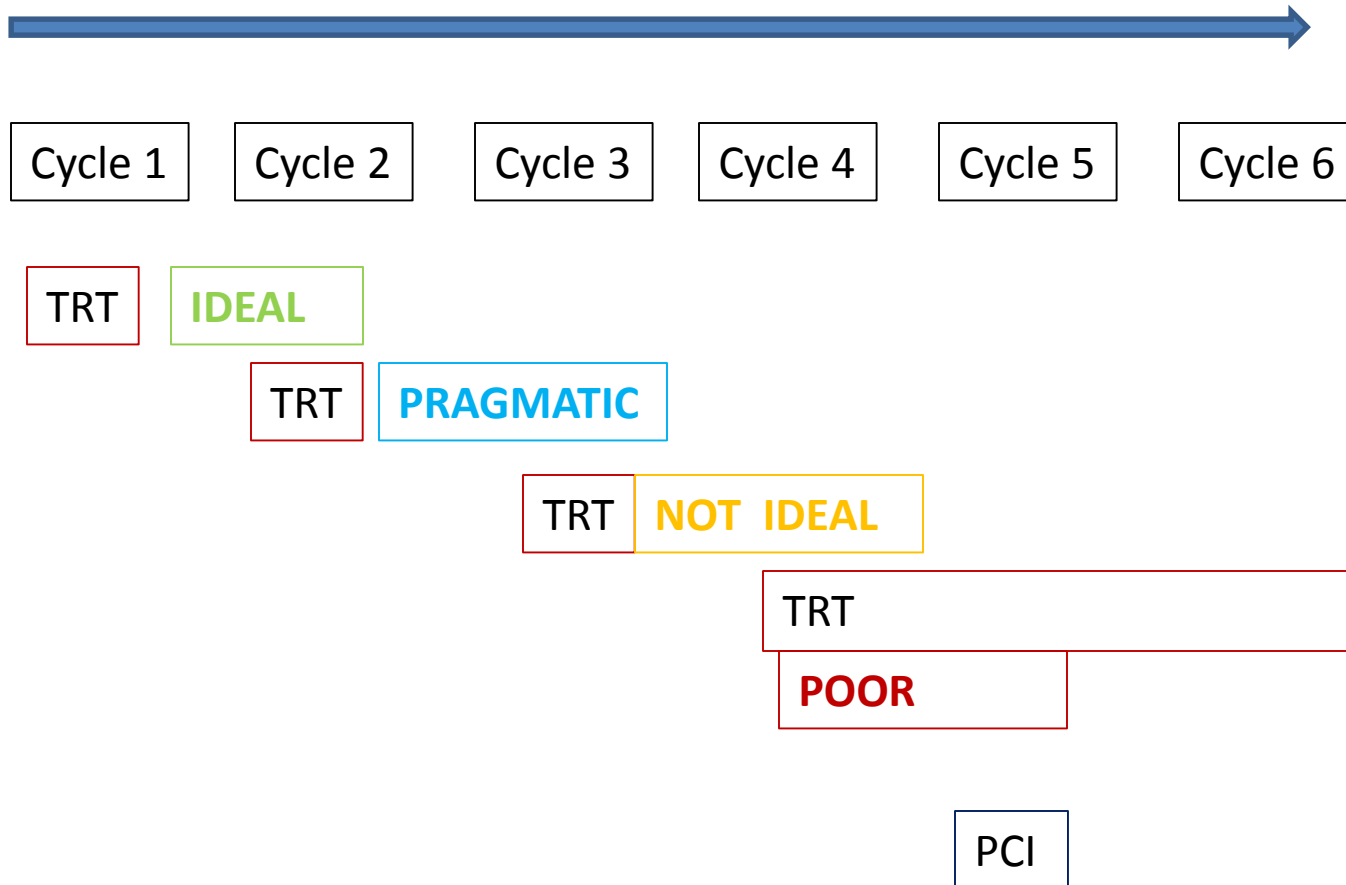 Cycle 1 Cycle 2 Cycle 3 Cycle 4 Cycle 5 Cycle 6
TRT IDEAL
TRT PRAGMATIC
TRT NOT IDEAL
TRT
POOR
PCI